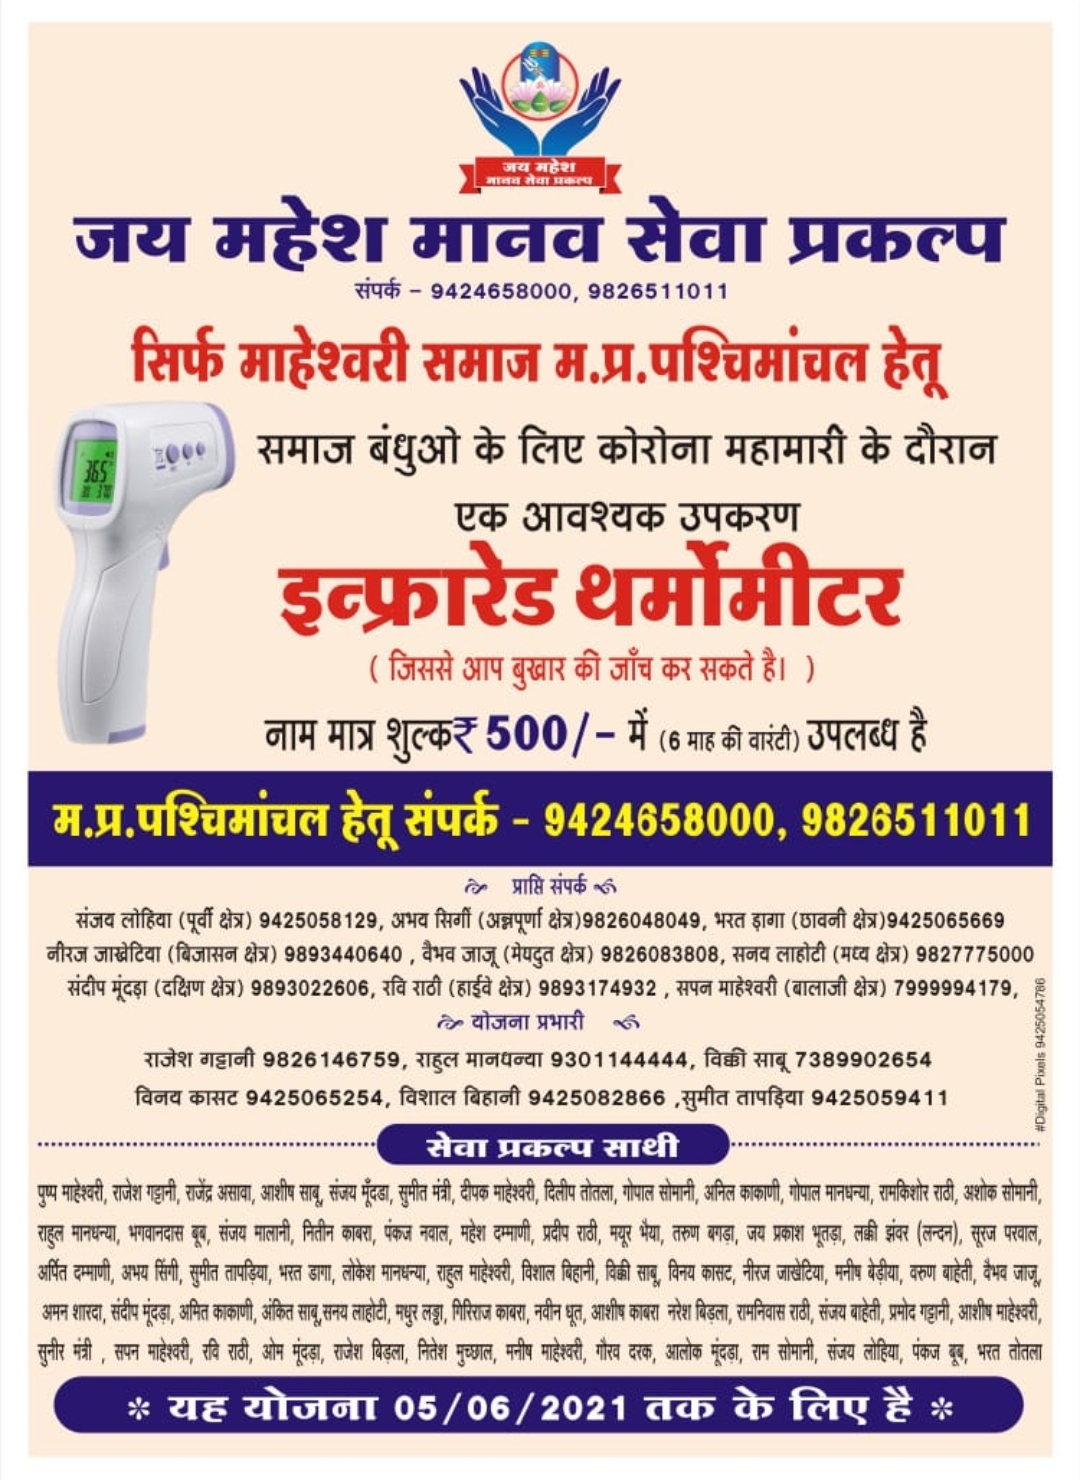 जय महेश
मानव सेवा प्रकल्प
जय महेश मानव सेवा प्रकल्प
संपर्क - 9424658000, 9826511011
सिर्फ माहेश्वरी समाज म.प्र.पश्चिमांचल हेतू
समाज बंधुओ के लिए कोरोना महामारी के दौरान
एक आवश्यक उपकरण
इन्फ्रारेड थर्मोमीटर
( जिससे आप बुखार की जाँच कर सकते है। )
नाम मात्र शुल्क ₹ 500/- में (6 माह की वारंटी) उपलब्ध है
म.प्र.पश्चिमांचल हेतू संपर्क - 9424658000, 9826511011
प्राप्ति संपर्क
संजय लोहिया (पूर्वी क्षेत्र) 9425058129, अभय सिगीं (अन्नपूर्णा क्षेत्र)9826048049, भरत डागा (छावनी क्षेत्र)9425065669
नीरज जाखेटिया (बिजासन क्षेत्र) 9893440640 , वैभव जाजू (मेघदुत क्षेत्र) 9826083808, सनय लाहोटी (मध्य क्षेत्र) 9827775000
संदीप मूंदड़ा (दक्षिण क्षेत्र) 9893022606, रवि राठी (हाईवे क्षेत्र) 9893174932 , सपन माहेश्वरी (बालाजी क्षेत्र) 7999994179,
योजना प्रभारी
राजेश गट्टानी 9826146759, राहुल मानधन्या 9301144444, विक्की साबू 7389902654
विनय कासट 9425065254, विशाल बिहानी 9425082866 ,सुमीत तापड़िया 9425059411
#Digital Pixels 9425054786
सेवा प्रकल्प साथी
पुष्प माहेश्वरी, राजेश गट्टानी, राजेंद्र असावा, आशीष साबू, संजय मूँदडा, सुमीत मंत्री, दीपक माहेश्वरी, दिलीप तोतला, गोपाल सोमानी, अनिल काकाणी, गोपाल मानधन्या, रामकिशोर राठी, अशोक सोमानी,
राहुल मानधन्या, भगवानदास बूब, संजय मालानी, नितीन काबरा, पंकज नवाल, महेश दम्माणी, प्रदीप राठी, मयूर भैया, तरुण बगड़ा, जय प्रकाश भूतड़ा, लक्की झंवर (लन्दन), सूरज परवाल,
अर्पित दम्माणी, अभय सिंगी, सुमीत तापड़िया, भरत डागा, लोकेश मानधन्या, राहुल माहेश्वरी, विशाल बिहानी, विक्की साबू, विनय कासट, नीरज जाखेटिया, मनीष बेड़ीया, वरुण बाहेती, वैभव जाजू,
अमन शारदा, संदीप मूंदड़ा, अमित काकाणी, अंकित साबू,सनय लाहोटी, मधुर लड्ढा, गिरिराज काबरा, नवीन धूत, आशीष काबरा नरेश बिड़ला, रामनिवास राठी, संजय बाहेती, प्रमोद गट्टानी, आशीष माहेश्वरी,
सुनीर मंत्री , सपन माहेश्वरी, रवि राठी, ओम मूंदड़ा, राजेश बिड़ला, नितेश मुच्छाल, मनीष माहेश्वरी, गौरव दरक, आलोक मूंदड़ा, राम सोमानी, संजय लोहिया, पंकज बूब, भरत तोतला
* यह योजना 05/06/2021 तक के लिए है *